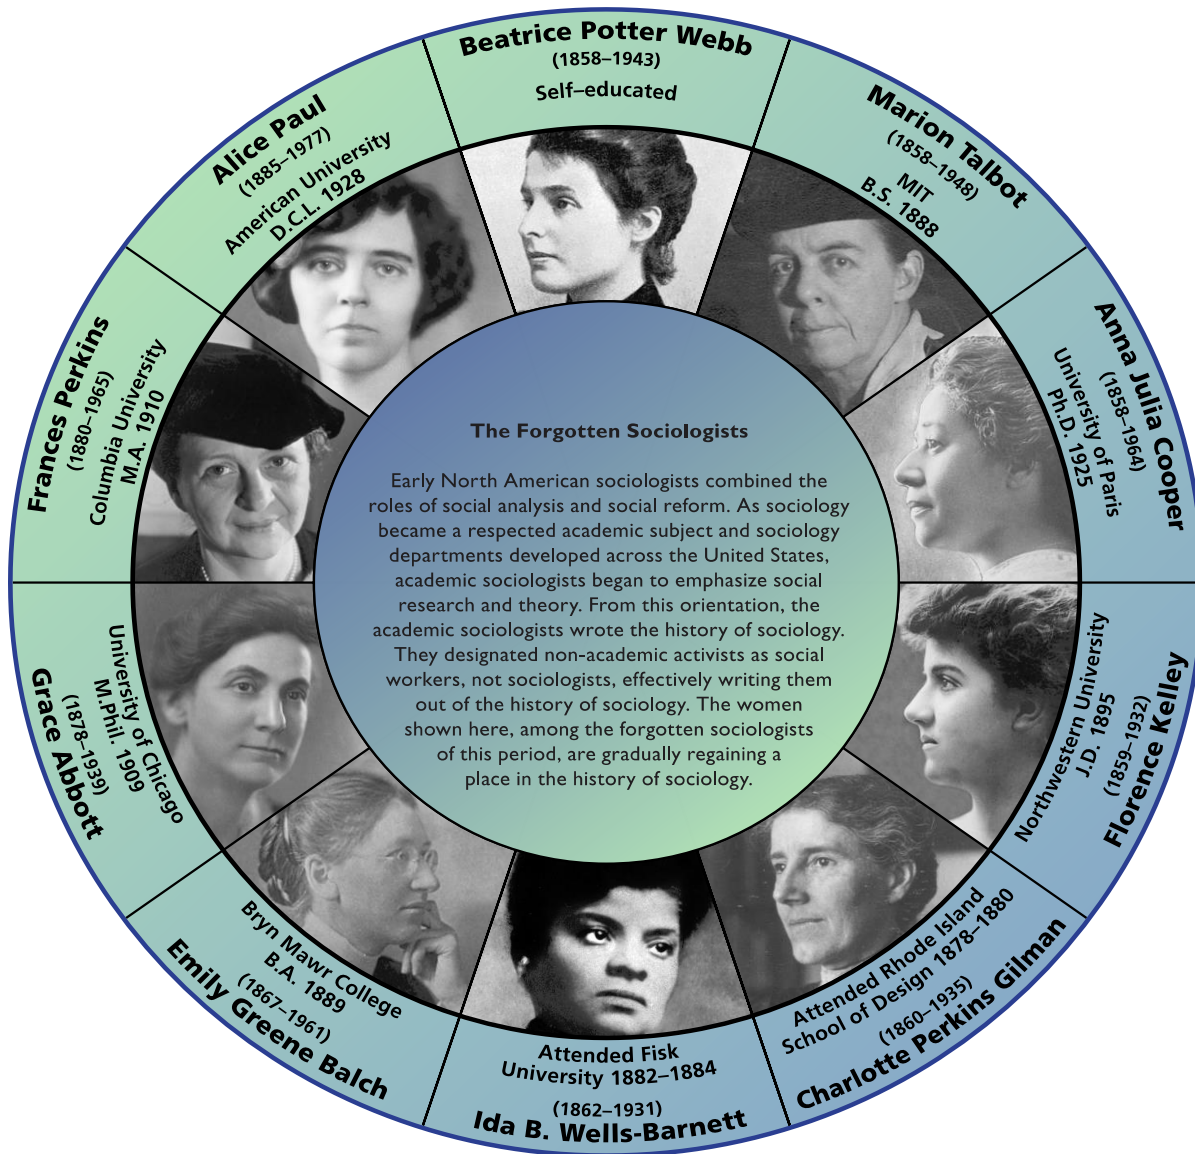 Beatrice Potter Webb
(1858–1943)
Self–educated
Marion Talbot
(1858–1948)
MIT
B.S. 1888
Anna Julia Cooper
(1858–1964)
University of Paris
Ph.D. 1925
Northwestern University
J.D. 1895
(1859–1932)
Florence Kelley
Attended Rhode Island
School of Design 1878–1880
(1860–1935)
Charlotte Perkins Gilman
Attended Fisk
University 1882–1884
(1862–1931)
Ida B. Wells-Barnett
Bryn Mawr College
B.A. 1889
(1867–1961)
Emily Greene Balch
University of Chicago
M.Phil. 1909
(1878–1939)
Grace Abbott
Frances Perkins
(1880–1965)
Columbia University
M.A. 1910
Alice Paul
(1885–1977)
American University
D.C.L. 1928
The Forgotten Sociologists
Early North American sociologists combined the
roles of social analysis and social reform. As sociology
became a respected academic subject and sociology
departments developed across the United States,
academic sociologists began to emphasize social
research and theory. From this orientation, the
academic sociologists wrote the history of sociology.
They designated non-academic activists as social
workers, not sociologists, effectively writing them
out of the history of sociology. The women
shown here, among the forgotten sociologists
of this period, are gradually regaining a
place in the history of sociology.